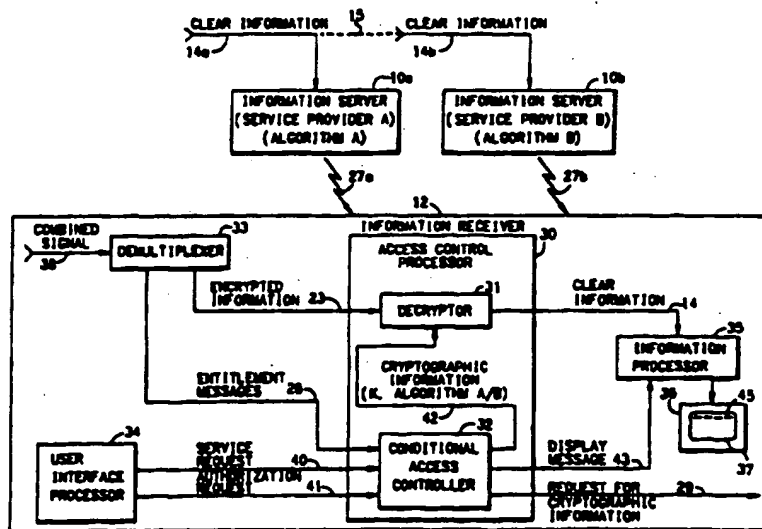 CLEAR INFORMATION
15
CLEAR INFORMATION
14a
14b
10a
10b
INFORMATION SERVER
(SERVICE PROVIDER A)
(ALGORITHM A)
INFORMATION SERVER
(SERVICE PROVIDER B)
(ALGORITHM B)
27a
27b
12
INFORMATION RECEIVER
COMBINED
SIGNAL
38
33
DEMULTIPLEXER
30
ACCESS CONTROL
PROCESSOR
ENCRYPTED
INFORMATION
23
31
DECRYPTOR
CLEAR
INFORMATION
14
35
INFORMATION
PROCESSOR
CRYPTOGRAPHIC
INFORMATION
(K, ALGORITHM A/B)
42
ENTITLEMENT
MESSAGES
28
36
45
37
34
USER
INTERFACE
PROCESSOR
SERVICE
REQUEST
40
AUTHORIZATION
REQUEST
41
32
CONDITIONAL
ACCESS
CONTROLLER
DISPLAY
MESSAGE
43
REQUEST FOR
CRYPTOGRAPHIC
INFORMATION
29